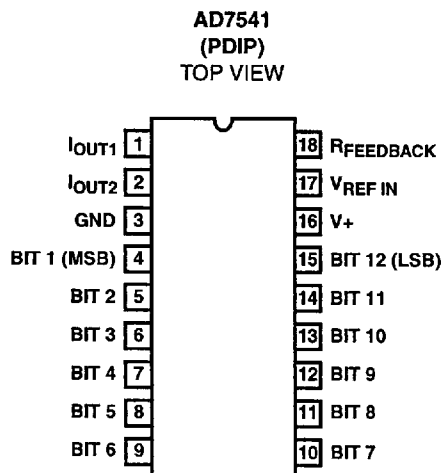 AD7541
(PDIP)
TOP VIEW
IOUT1 1 18 RFEEDBACK
IOUT2 2 17 VREF IN
GND 3 16 V+
BIT 1 (MSB) 4 15 BIT 12 (LSB)
BIT 2 5 14 BIT 11
BIT 3 6 13 BIT 10
BIT 4 7 12 BIT 9
BIT 5 8 11 BIT 8
BIT 6 9 10 BIT 7